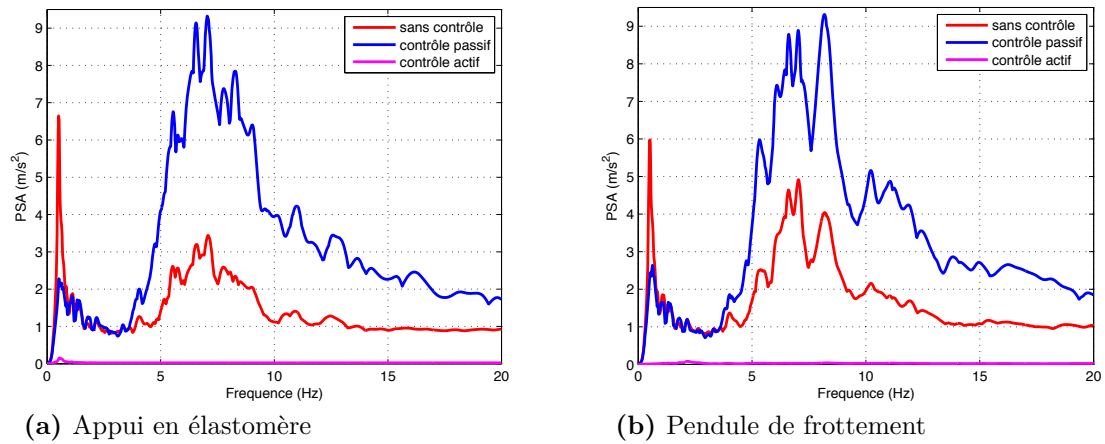 9
8
7
6
5
4
3
2
1
0
PSA (m/s²)
sans contrôle
contrôle passif
contrôle actif
0 5 10 15 20
Frequence (Hz)
(a) Appui en élastomère
9
8
7
6
5
4
3
2
1
0
PSA (m/s²)
sans contrôle
contrôle passif
contrôle actif
0 5 10 15 20
Frequence (Hz)
(b) Pendule de frottement